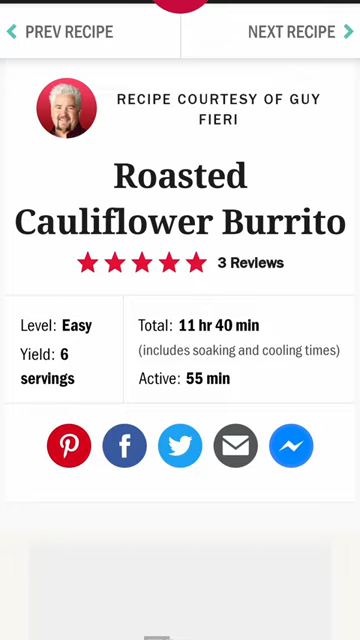 PREV RECIPE
NEXT RECIPE
RECIPE COURTESY OF GUY
FIERI
Roasted
Cauliflower Burrito
3 Reviews
Level: Easy
Yield: 6
servings
Total: 11 hr 40 min
(includes soaking and cooling times)
Active: 55 min